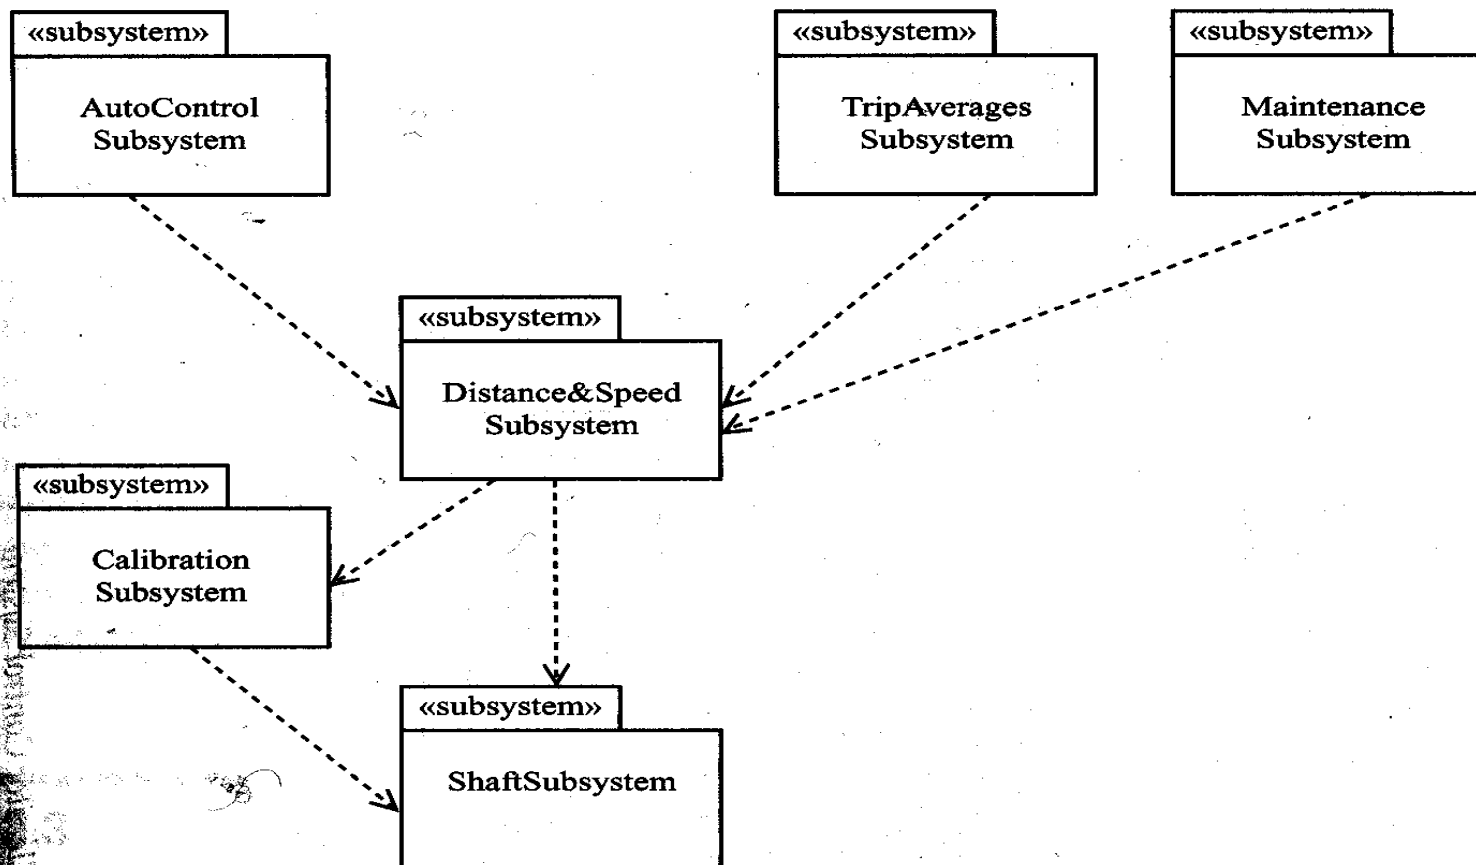 «subsystem»
AutoControl
Subsystem
«subsystem»
TripAverages
Subsystem
«subsystem»
Maintenance
Subsystem
«subsystem»
Distance&Speed
Subsystem
«subsystem»
Calibration
Subsystem
«subsystem»
ShaftSubsystem